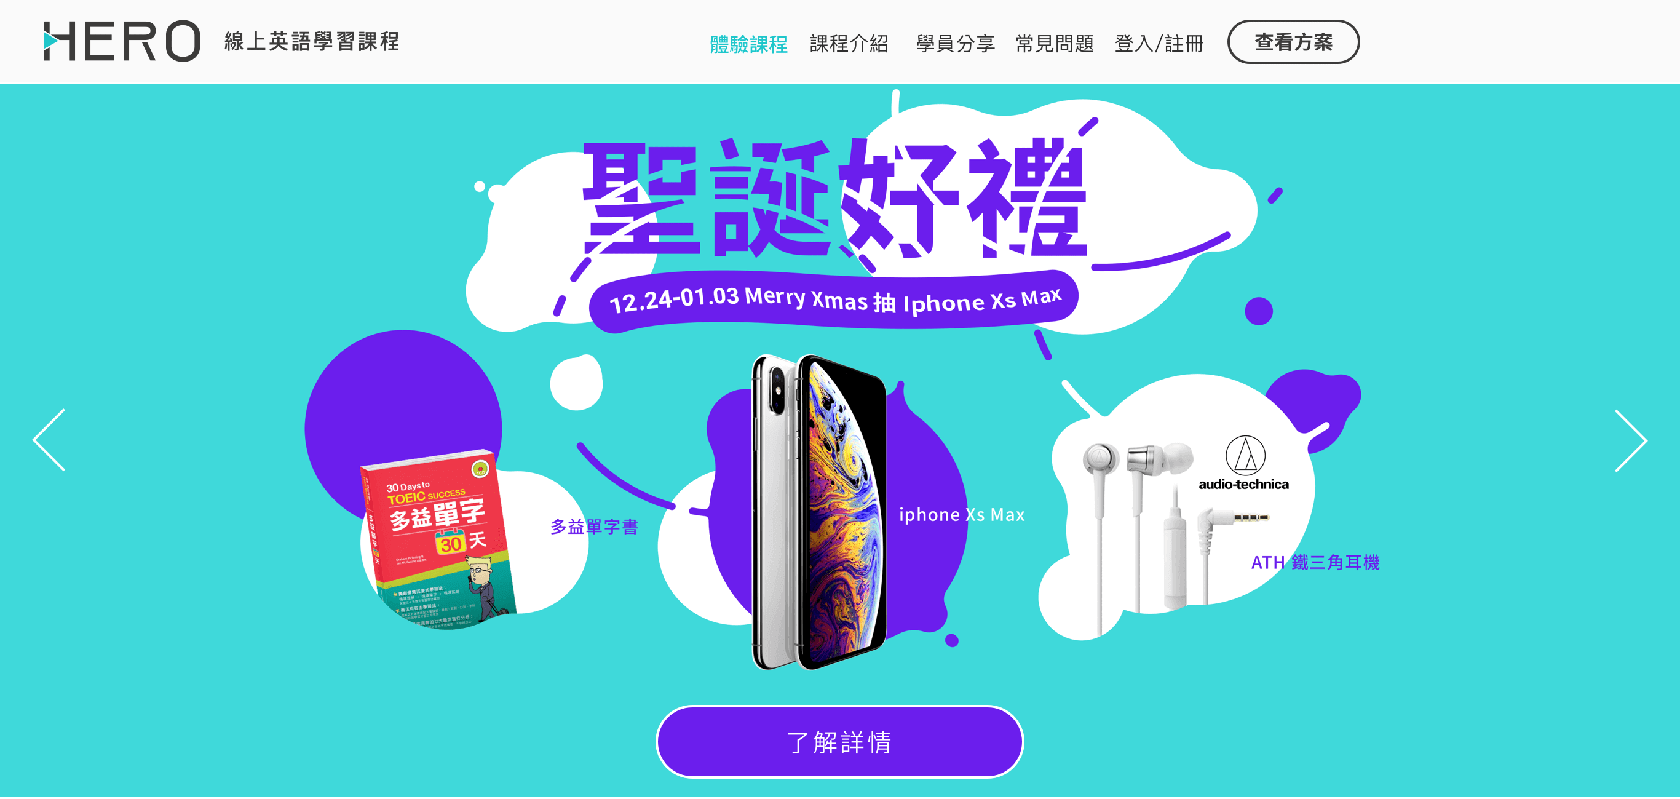 HERO 線上英語學習課程
體驗課程 課程介紹 學員分享 常見問題 登入/註冊 查看方案
聖誕好禮
12.24-01.03 Merry Xmas 抽 Iphone Xs Max
30 Days to
TOEIC SUCCESS
多益單字
30天
多益單字書
iphone Xs Max
audio-technica
ATH 鐵三角耳機
了解詳情